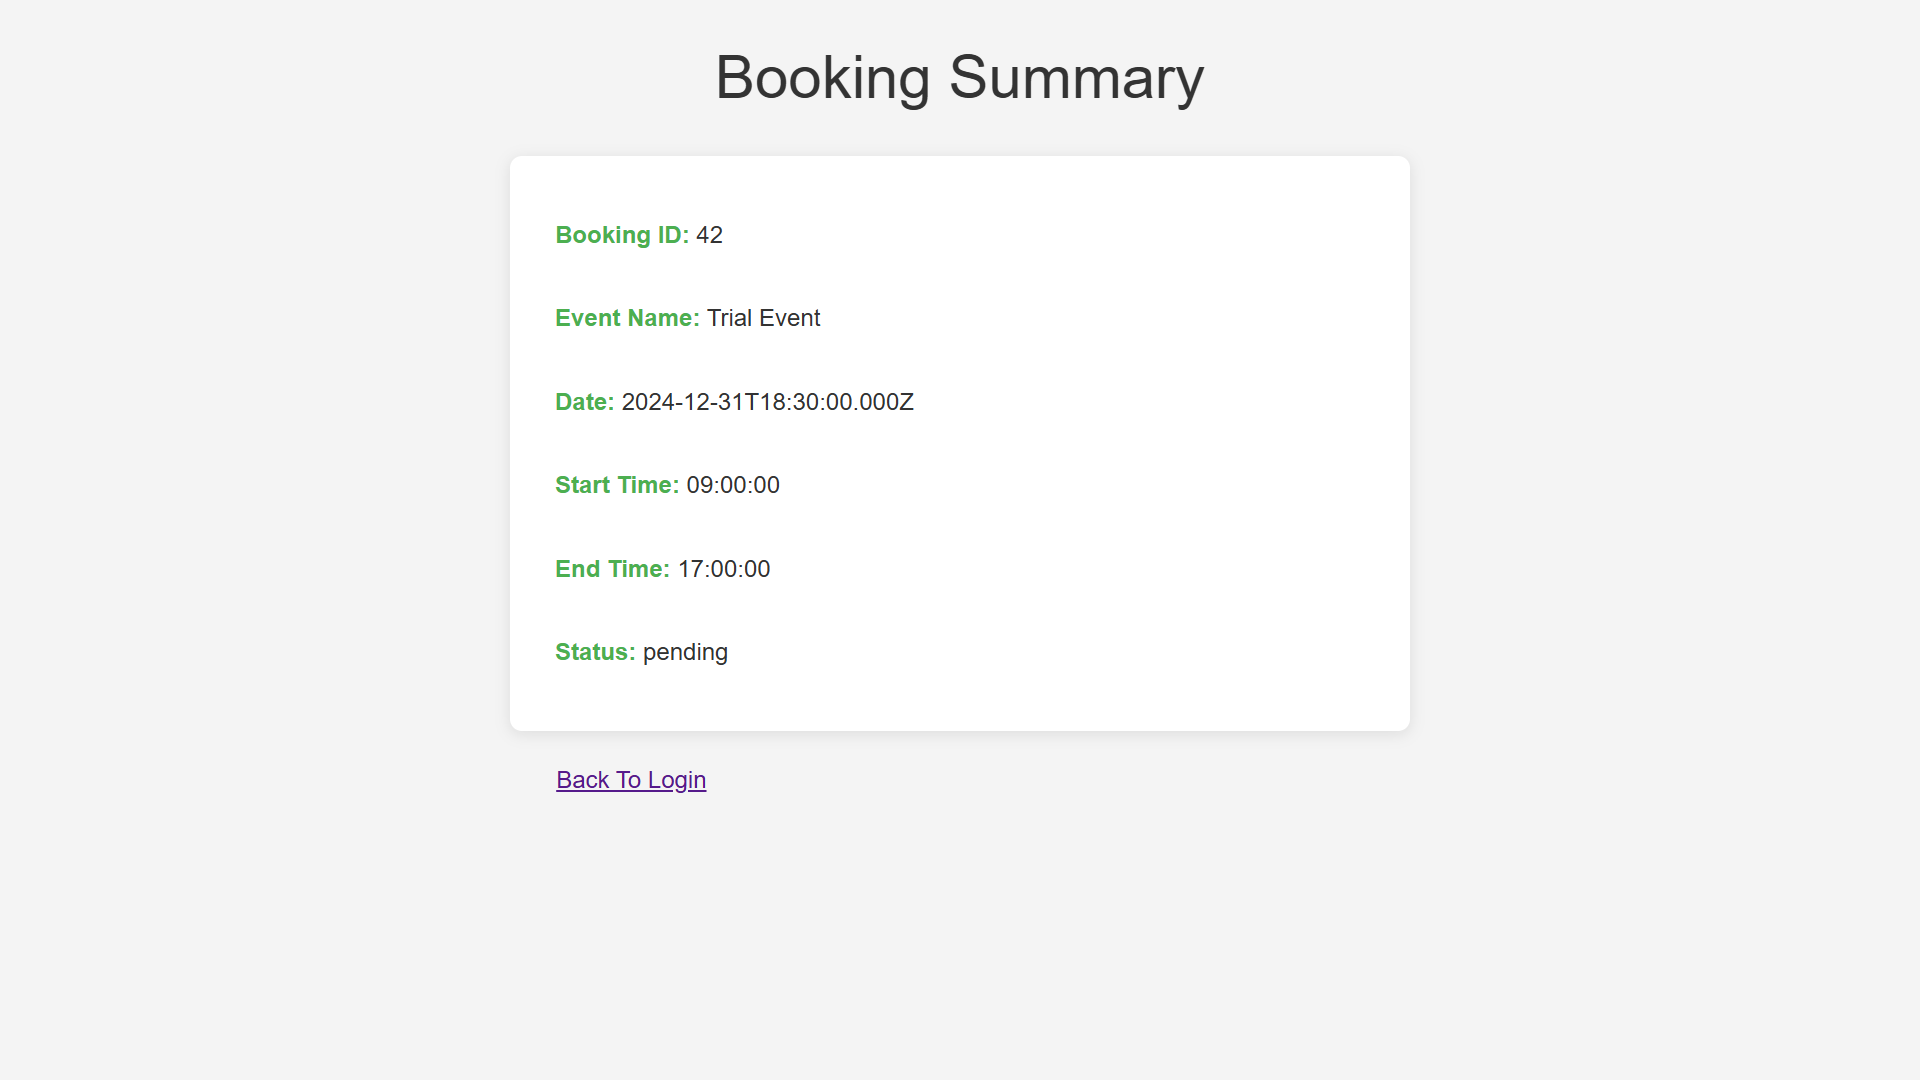 Booking Summary
Booking ID: 42
Event Name: Trial Event
Date: 2024-12-31T18:30:00.000Z
Start Time: 09:00:00
End Time: 17:00:00
Status: pending
Back To Login